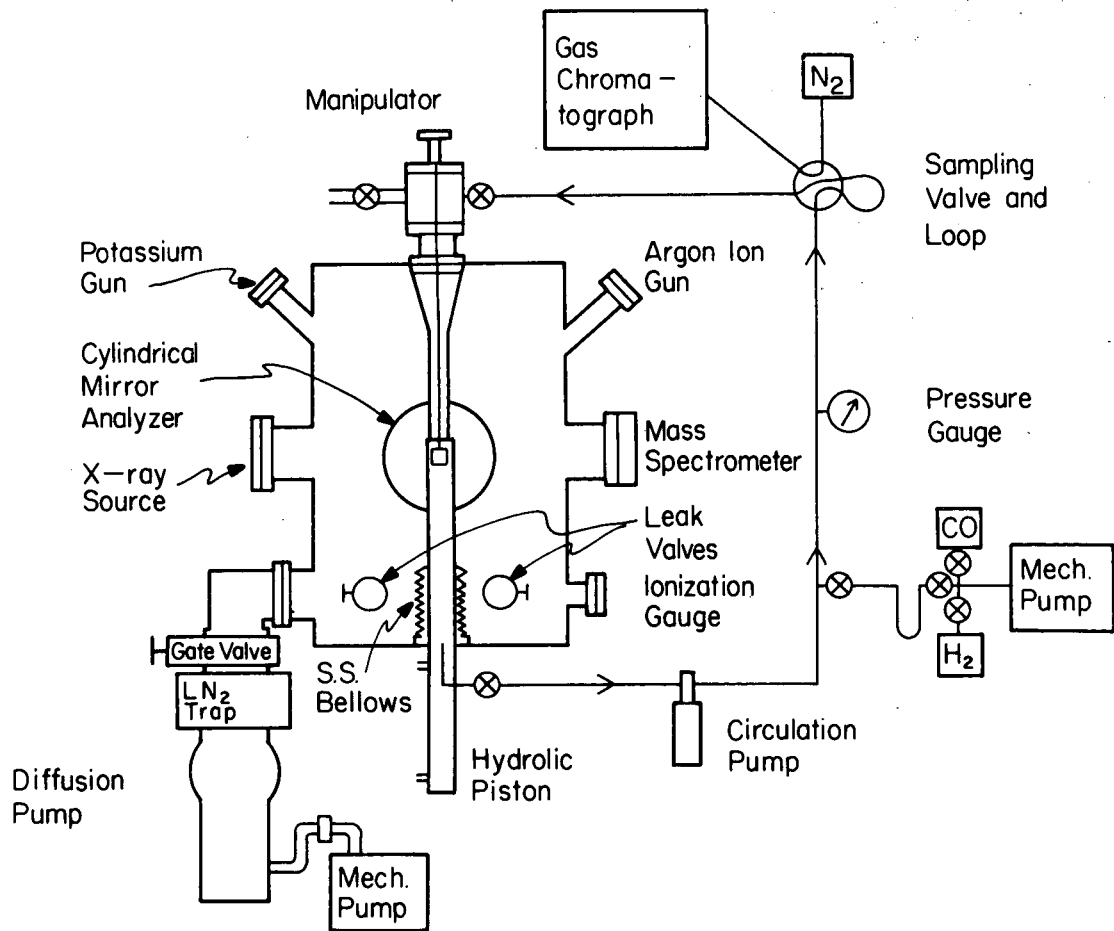 Gas
Chroma-
tograph
N2
Manipulator
Sampling
Valve and
Loop
Potassium
Gun
Argon Ion
Gun
Cylindrical
Mirror
Analyzer
Pressure
Gauge
Mass
Spectrometer
X-ray
Source
Leak
Valves
CO
Mech.
Pump
Ionization
Gauge
H2
Gate Valve
S.S.
Bellows
LN2
Trap
Circulation
Pump
Hydrolic
Piston
Diffusion
Pump
Mech.
Pump